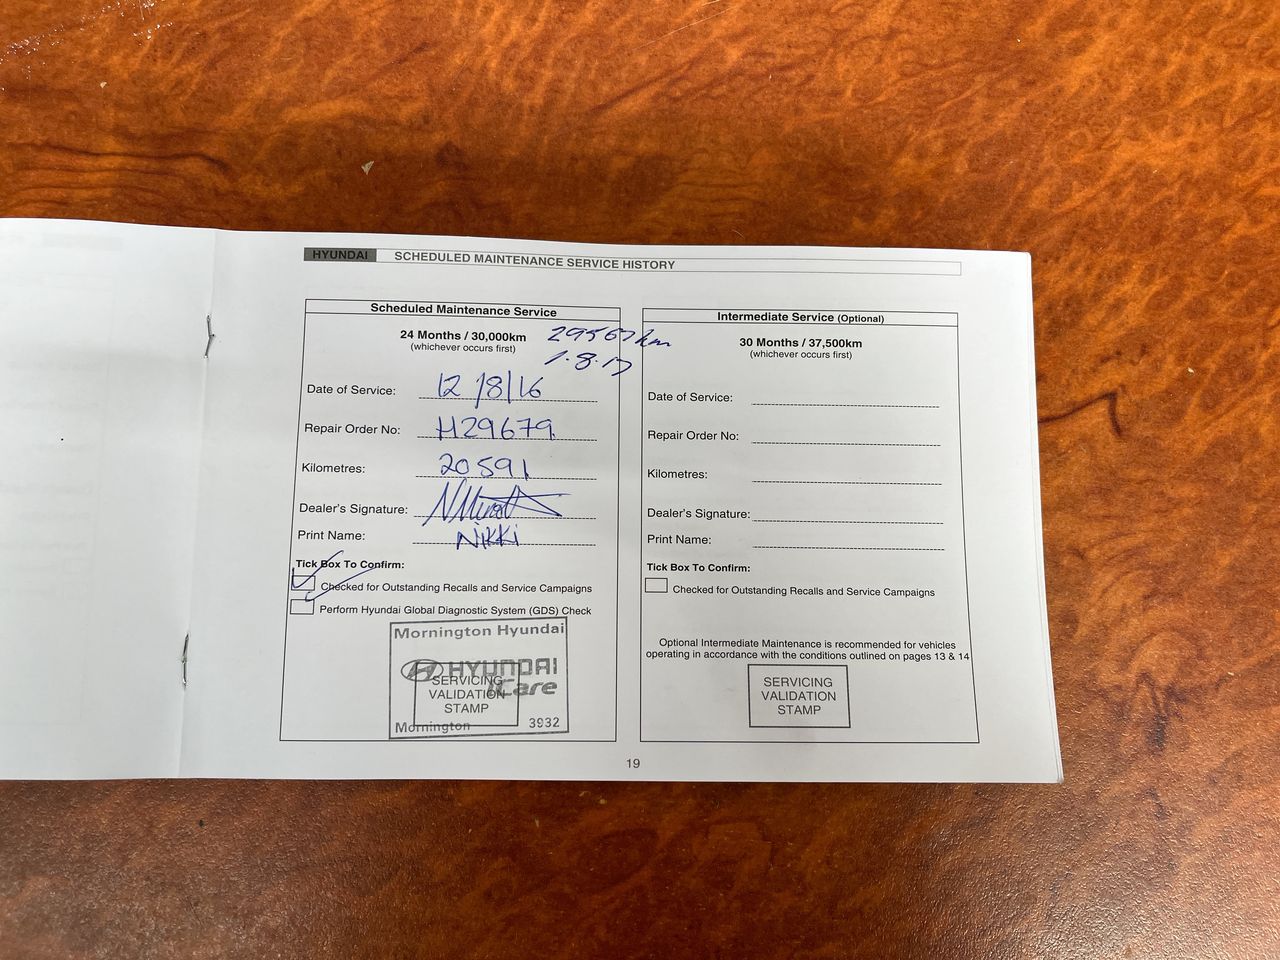 HYUNDAI SCHEDULED MAINTENANCE SERVICE HISTORY
Scheduled Maintenance Service
24 Months / 30,000km
(whichever occurs first)
29567km
1.8.17
Date of Service: 12/8/16
Repair Order No: H29679
Kilometres: 20591
Dealer's Signature:
Print Name: Nikki
Tick Box To Confirm:
Checked for Outstanding Recalls and Service Campaigns
Perform Hyundai Global Diagnostic System (GDS) Check
Mornington Hyundai
HYUNDAI
iCare
SERVICING
VALIDATION
STAMP
Mornington 3932
Intermediate Service (Optional)
30 Months / 37,500km
(whichever occurs first)
Date of Service:
Repair Order No:
Kilometres:
Dealer's Signature:
Print Name:
Tick Box To Confirm:
Checked for Outstanding Recalls and Service Campaigns
Optional Intermediate Maintenance is recommended for vehicles
operating in accordance with the conditions outlined on pages 13 & 14
SERVICING
VALIDATION
STAMP
19